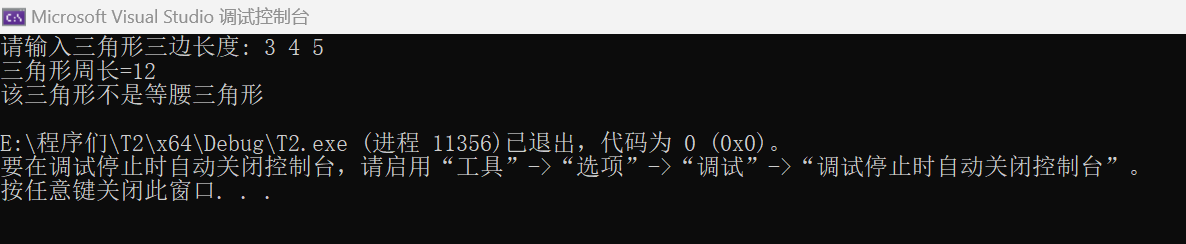 Microsoft Visual Studio 调试控制台
请输入三角形三边长度: 3 4 5
三角形周长=12
该三角形不是等腰三角形
E:\程序们\T2\x64\Debug\T2.exe (进程 11356)已退出，代码为 0 (0x0)。
要在调试停止时自动关闭控制台，请启用“工具”->“选项”->“调试”->“调试停止时自动关闭控制台”。
按任意键关闭此窗口. . .